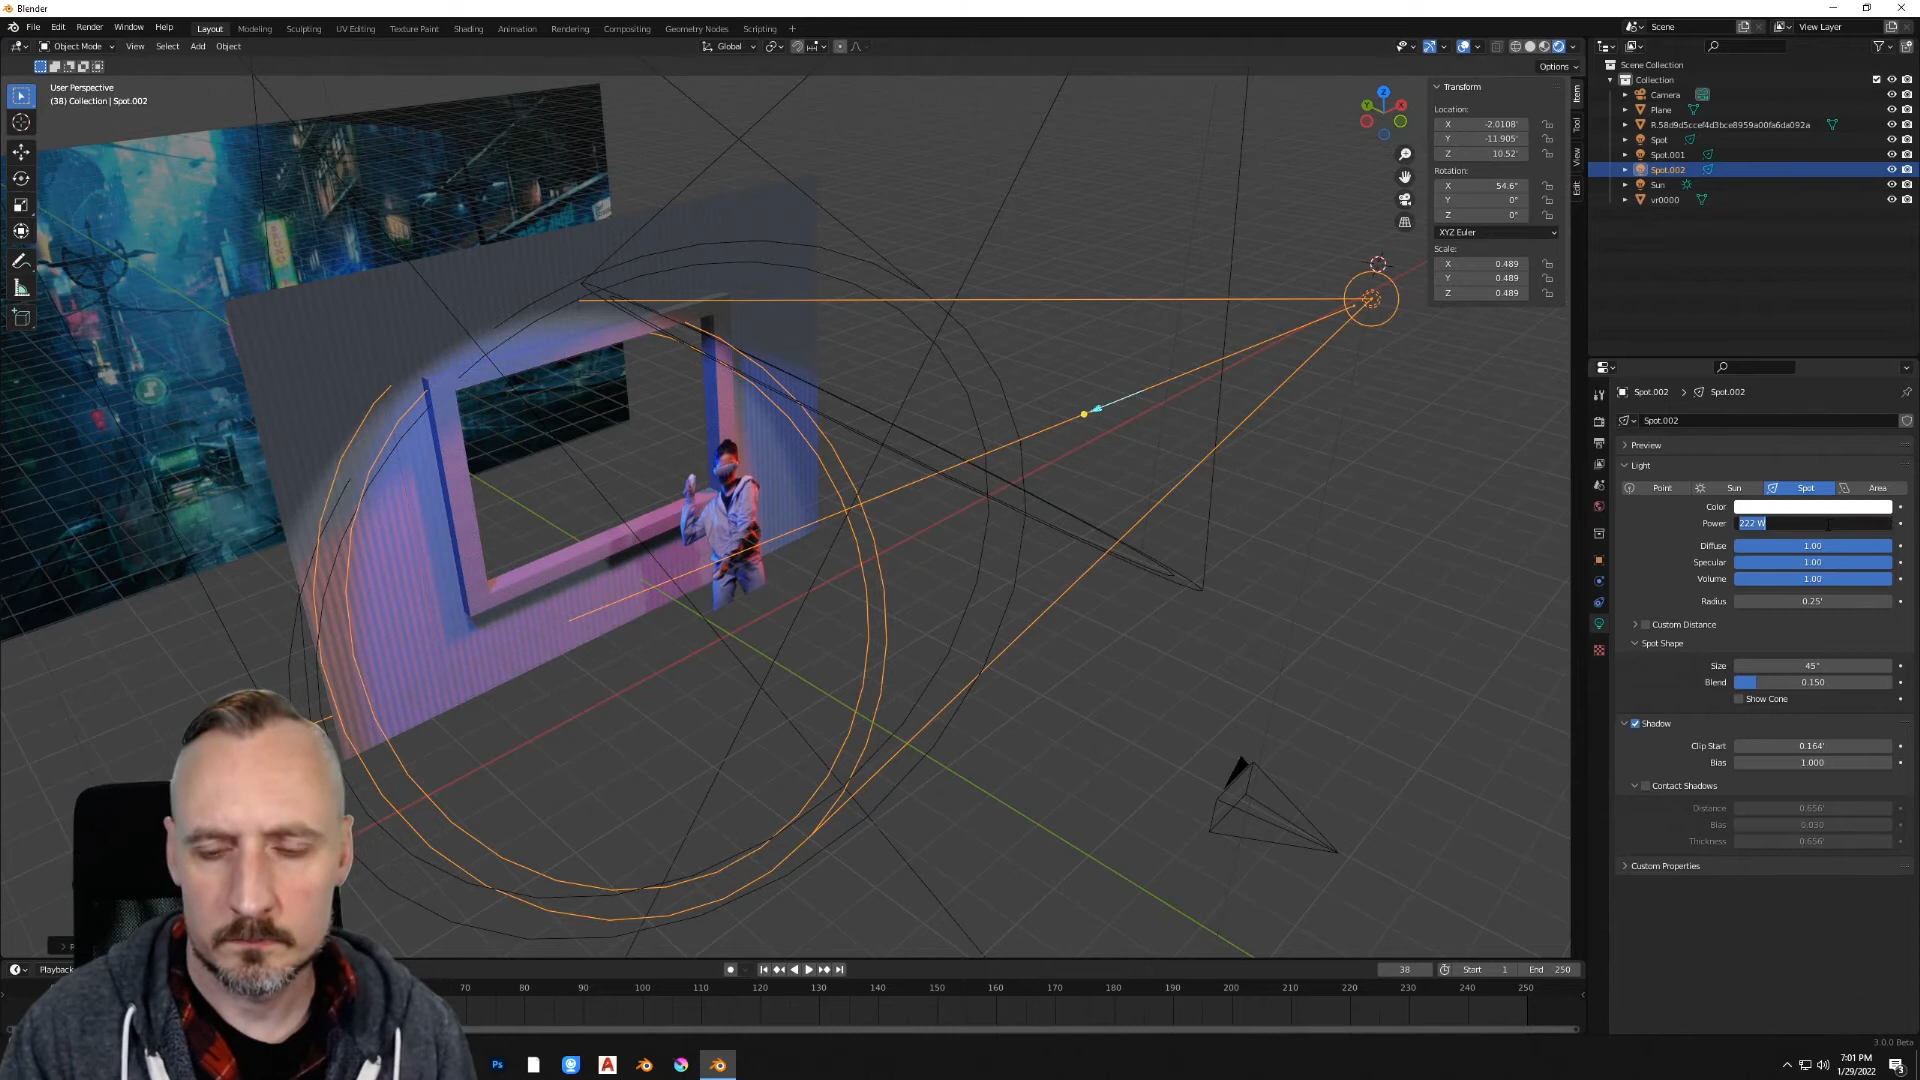 Blender
File Edit Render Window Help
Layout Modeling Sculpting UV Editing Texture Paint Shading Animation Rendering Compositing Geometry Nodes Scripting +
Scene
View Layer
Object Mode View Select Add Object
Global
Options
User Perspective
(38) Collection | Spot.002
Transform
Location:
X -2.0108'
Y -11.905'
Z 10.52'
Rotation:
X 54.6°
Y 0°
Z 0°
XYZ Euler
Scale:
X 0.489
Y 0.489
Z 0.489
Item
Tool
View
Edit
Z
X
Y
Scene Collection
Collection
Camera
Plane
R.58d9d5ccef4d3bce8959a00fa6da092a
Spot
Spot.001
Spot.002
Sun
vr0000
Spot.002 > Spot.002
Spot.002
Preview
Light
Point Sun Spot Area
Color
Power 222 W
Diffuse 1.00
Specular 1.00
Volume 1.00
Radius 0.25'
Custom Distance
Spot Shape
Size 45°
Blend 0.150
Show Cone
Shadow
Clip Start 0.164'
Bias 1.000
Contact Shadows
Distance 0.656'
Bias 0.030
Thickness 0.656'
Custom Properties
Playback
38 Start 1 End 250
70 80 90 100 110 120 130 140 150 160 170 180 190 200 210 220 230 240 250
3.0.0 Beta
Ps
A
7:01 PM
1/29/2022
3